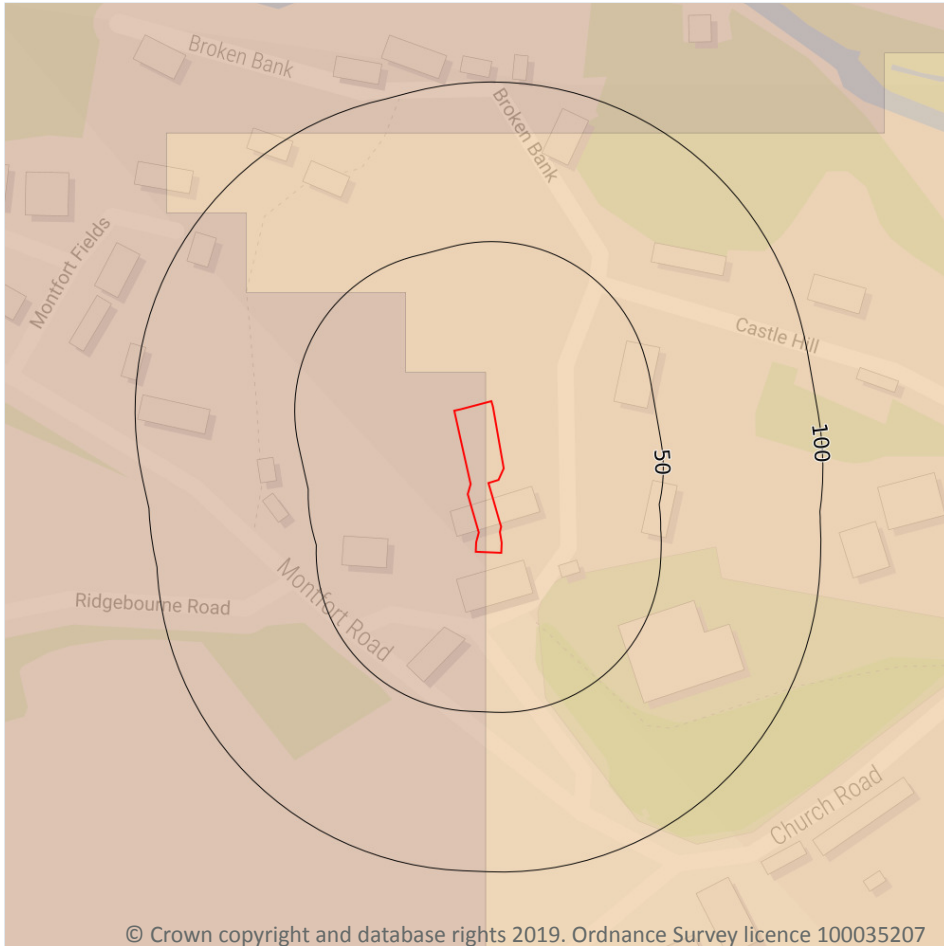 Broken Bank
Broken Bank
Montfort Fields
Castle Hill
100
50
Montfort Road
Ridgebourne Road
Church Road
© Crown copyright and database rights 2019. Ordnance Survey licence 100035207